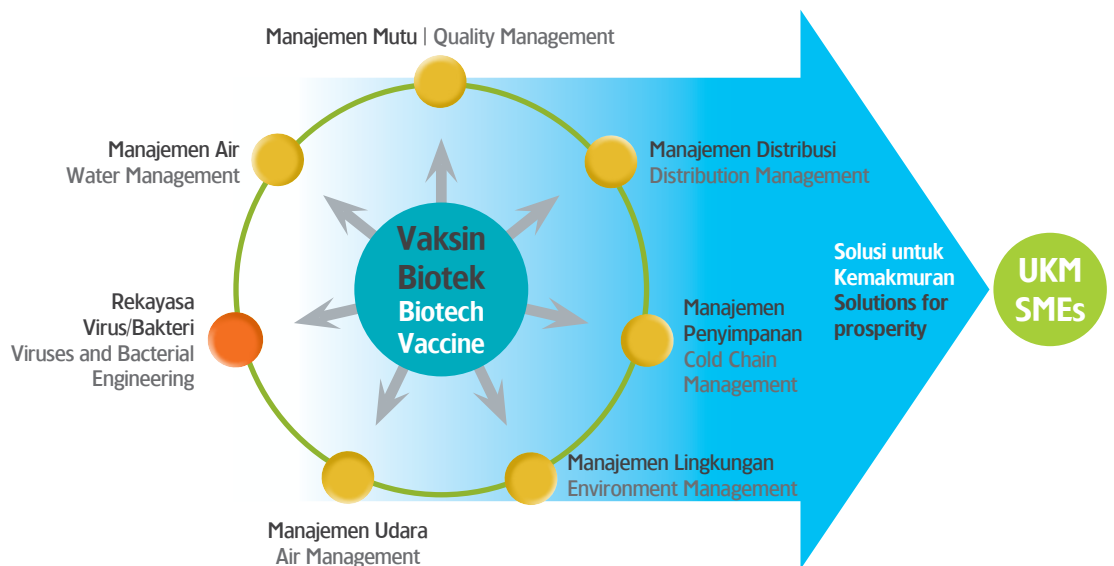 Manajemen Mutu | Quality Management
Manajemen Air
Water Management
Manajemen Distribusi
Distribution Management
Vaksin
Biotek
Biotech
Vaccine
Solusi untuk
Kemakmuran
Solutions for
prosperity
UKM
SMEs
Rekayasa
Virus/Bakteri
Viruses and Bacterial
Engineering
Manajemen
Penyimpanan
Cold Chain
Management
Manajemen Lingkungan
Environment Management
Manajemen Udara
Air Management